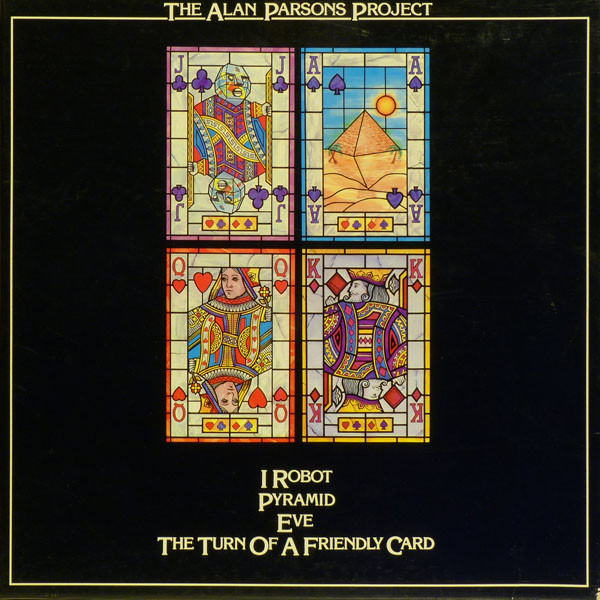 THE ALAN PARSONS PROJECT
J J A A
J J A A
Q Q K K
Q Q K K
I ROBOT
PYRAMID
EVE
THE TURN OF A FRIENDLY CARD